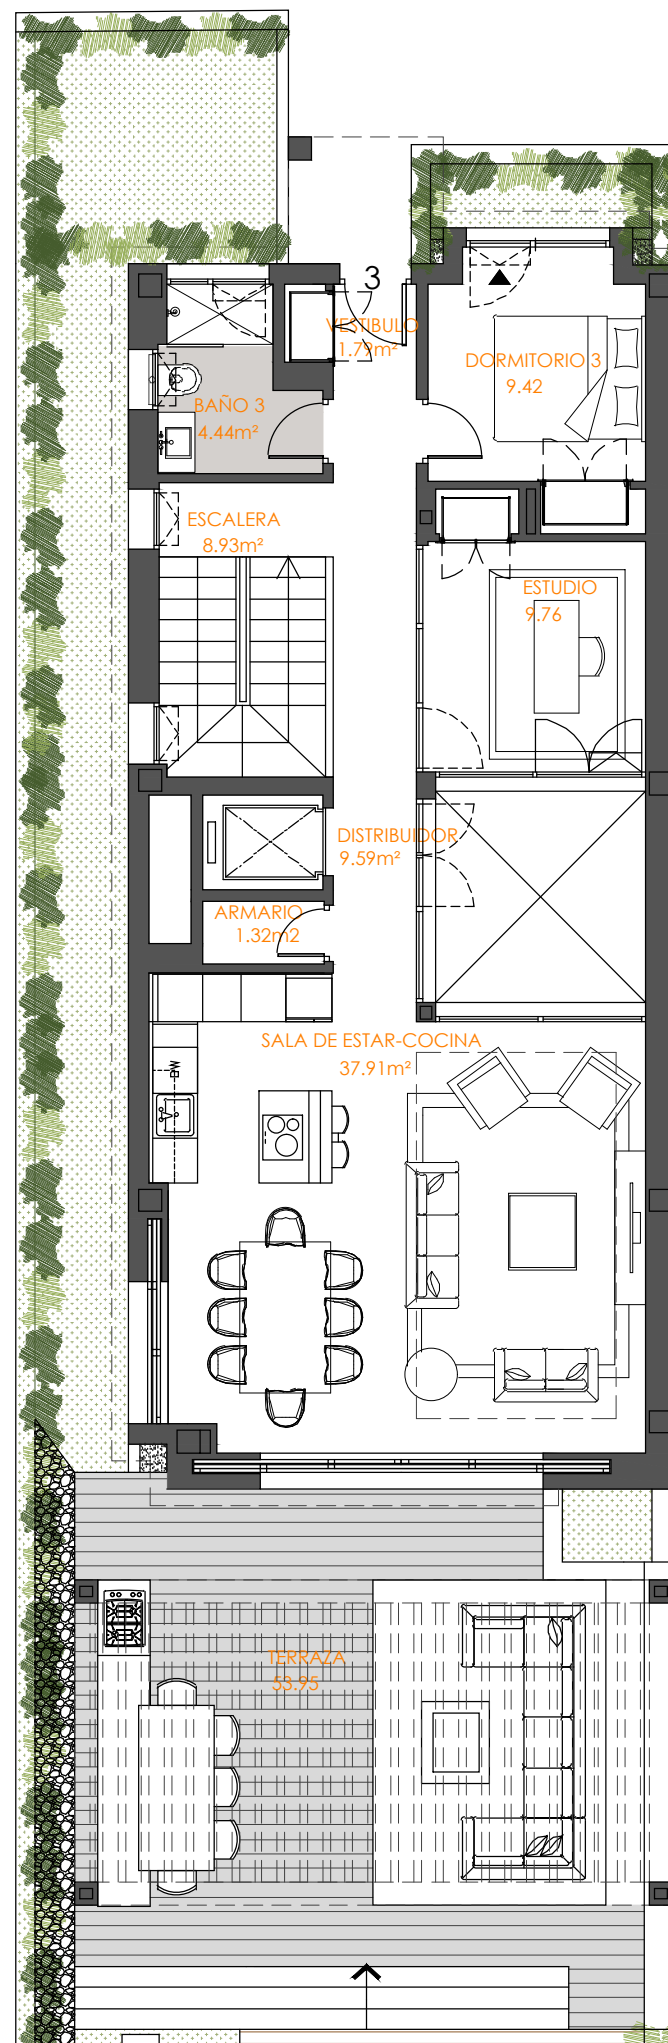 3
VESTIBULO
1.79m²
DORMITORIO 3
9.42
BAÑO 3
4.44m²
ESCALERA
8.93m²
ESTUDIO
9.76
DISTRIBUIDOR
9.59m²
ARMARIO
1.32m2
SALA DE ESTAR-COCINA
37.91m²
TERRAZA
53.95